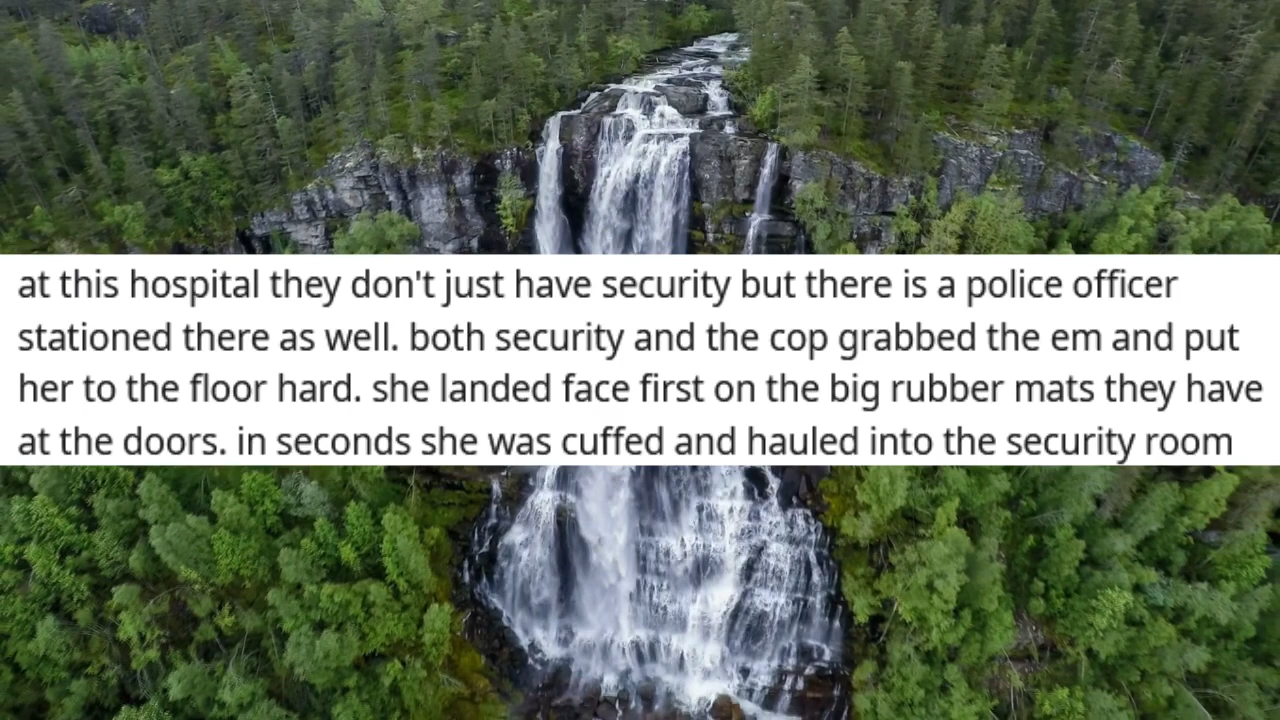 at this hospital they don't just have security but there is a police officer
stationed there as well. both security and the cop grabbed the em and put
her to the floor hard. she landed face first on the big rubber mats they have
at the doors. in seconds she was cuffed and hauled into the security room